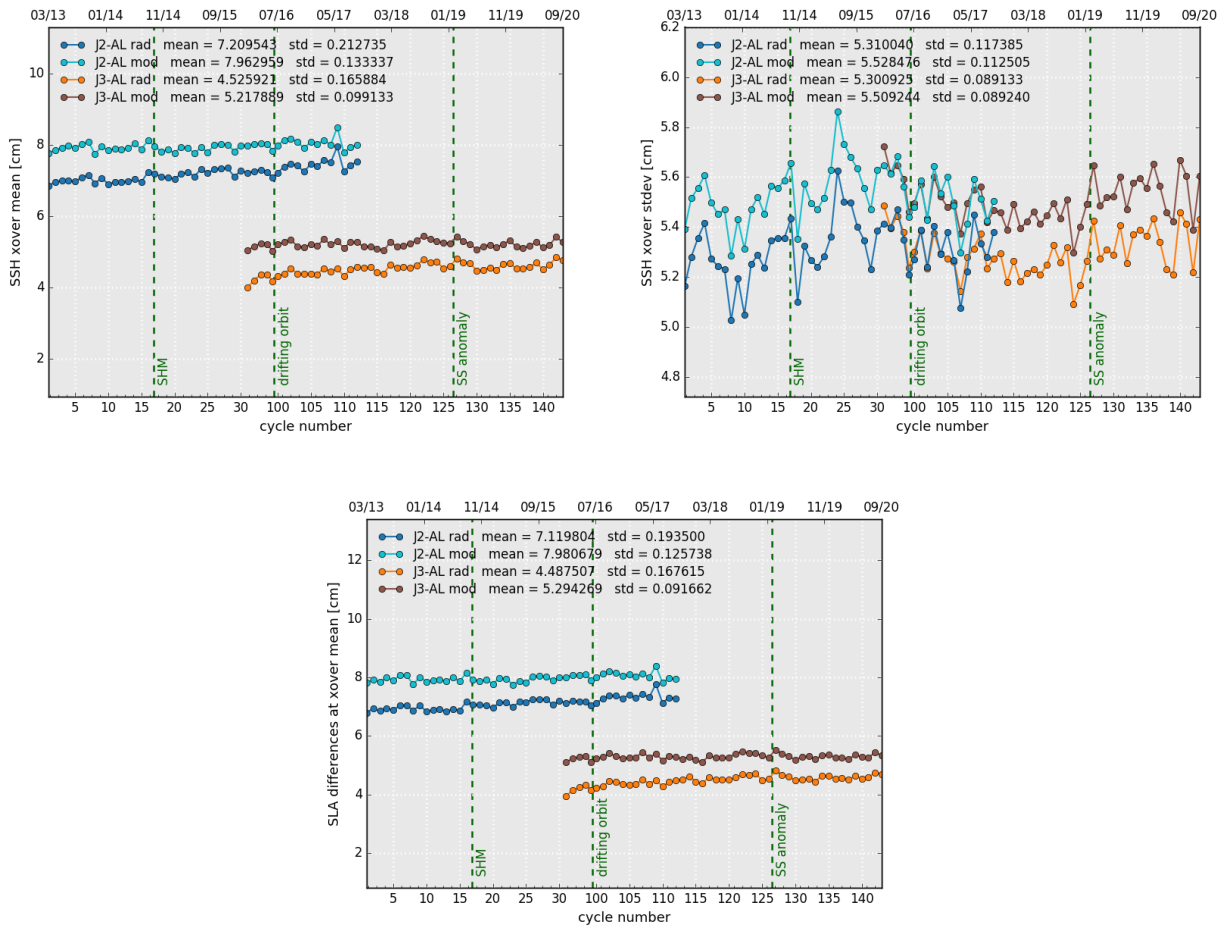 03/13 01/14 11/14 09/15 07/16 05/17 03/18 01/19 11/19 09/20
SSH xover mean [cm]
10
8
6
4
2
J2-AL rad mean = 7.209543 std = 0.212735
J2-AL mod mean = 7.962959 std = 0.133337
J3-AL rad mean = 4.525921 std = 0.165884
J3-AL mod mean = 5.217889 std = 0.099133
SHM
drifting orbit
SS anomaly
5 10 15 20 25 30 100 105 110 115 120 125 130 135 140
cycle number
03/13 01/14 11/14 09/15 07/16 05/17 03/18 01/19 11/19 09/20
SSH xover stdev [cm]
6.2
6.0
5.8
5.6
5.4
5.2
5.0
4.8
J2-AL rad mean = 5.310040 std = 0.117385
J2-AL mod mean = 5.528476 std = 0.112505
J3-AL rad mean = 5.300925 std = 0.089133
J3-AL mod mean = 5.509244 std = 0.089240
SHM
drifting orbit
SS anomaly
5 10 15 20 25 30 100 105 110 115 120 125 130 135 140
cycle number
03/13 01/14 11/14 09/15 07/16 05/17 03/18 01/19 11/19 09/20
SLA differences at xover mean [cm]
12
10
8
6
4
2
J2-AL rad mean = 7.119804 std = 0.193500
J2-AL mod mean = 7.980679 std = 0.125738
J3-AL rad mean = 4.487507 std = 0.167615
J3-AL mod mean = 5.294269 std = 0.091662
SHM
drifting orbit
SS anomaly
5 10 15 20 25 30 100 105 110 115 120 125 130 135 140
cycle number